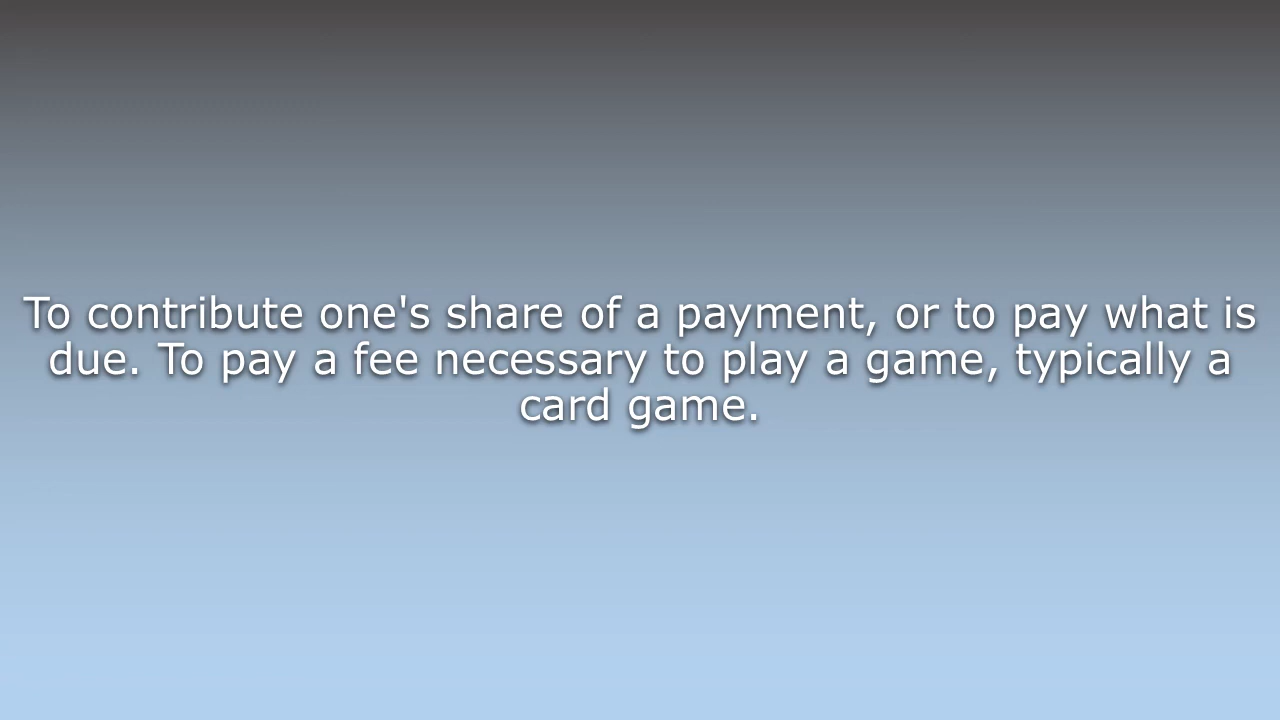 To contribute one's share of a payment, or to pay what is
due. To pay a fee necessary to play a game, typically a
card game.